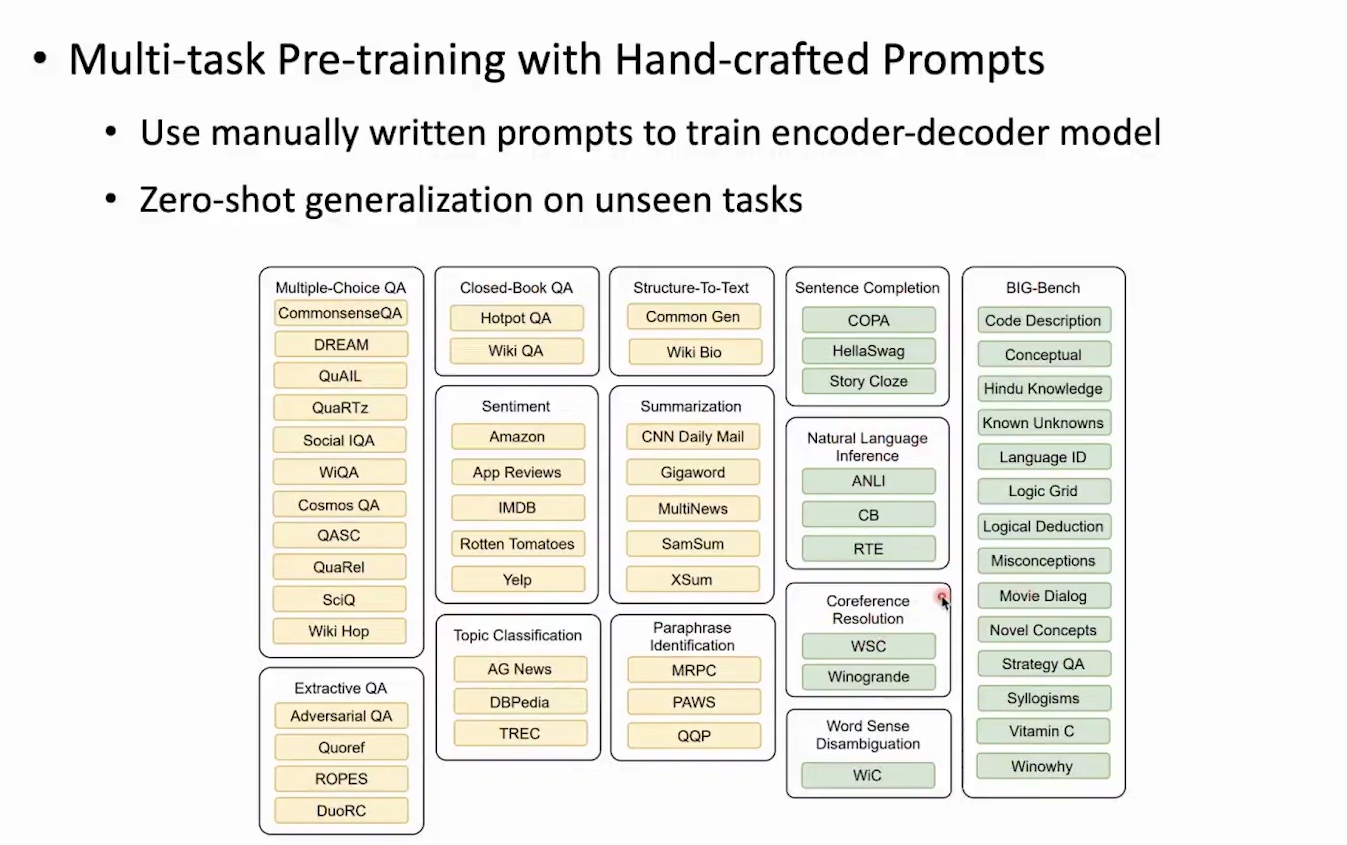 • Multi-task Pre-training with Hand-crafted Prompts
• Use manually written prompts to train encoder-decoder model
• Zero-shot generalization on unseen tasks
Multiple-Choice QA
CommonsenseQA
DREAM
QuAIL
QuaRTz
Social IQA
WiQA
Cosmos QA
QASC
QuaRel
SciQ
Wiki Hop
Extractive QA
Adversarial QA
Quoref
ROPES
DuoRC
Closed-Book QA
Hotpot QA
Wiki QA
Sentiment
Amazon
App Reviews
IMDB
Rotten Tomatoes
Yelp
Topic Classification
AG News
DBPedia
TREC
Structure-To-Text
Common Gen
Wiki Bio
Summarization
CNN Daily Mail
Gigaword
MultiNews
SamSum
XSum
Paraphrase
Identification
MRPC
PAWS
QQP
Sentence Completion
COPA
HellaSwag
Story Cloze
Natural Language
Inference
ANLI
CB
RTE
Coreference
Resolution
WSC
Winogrande
Word Sense
Disambiguation
WiC
BIG-Bench
Code Description
Conceptual
Hindu Knowledge
Known Unknowns
Language ID
Logic Grid
Logical Deduction
Misconceptions
Movie Dialog
Novel Concepts
Strategy QA
Syllogisms
Vitamin C
Winowhy